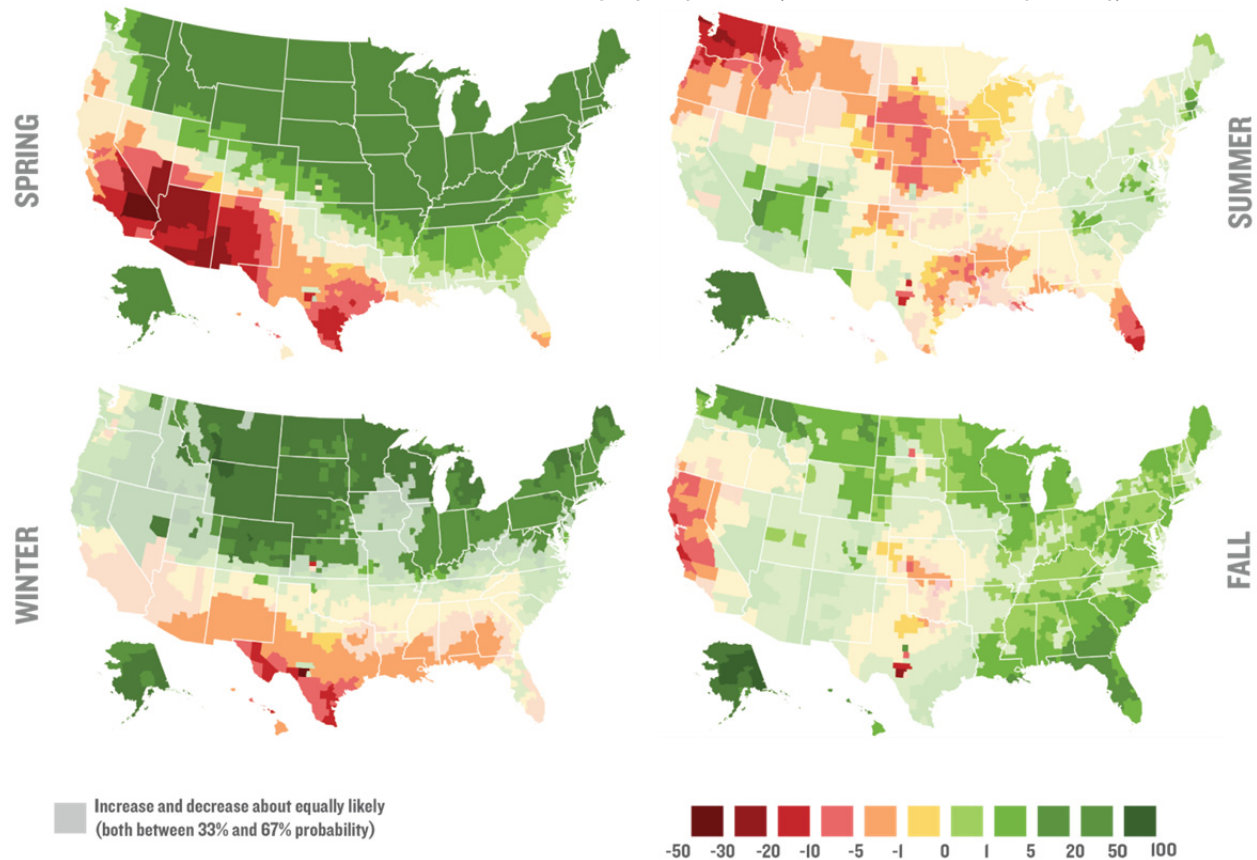 SPRING
SUMMER
WINTER
FALL
Increase and decrease about equally likely
(both between 33% and 67% probability)
-50 -30 -20 -10 -5 -1 0 1 5 20 50 100